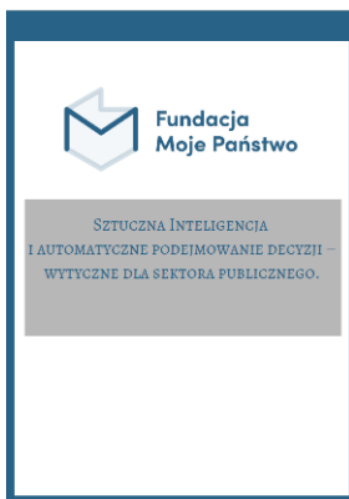 Fundacja
Moje Państwo
Sztuczna Inteligencja
i automatyczne podejmowanie decyzji –
wytyczne dla sektora publicznego.